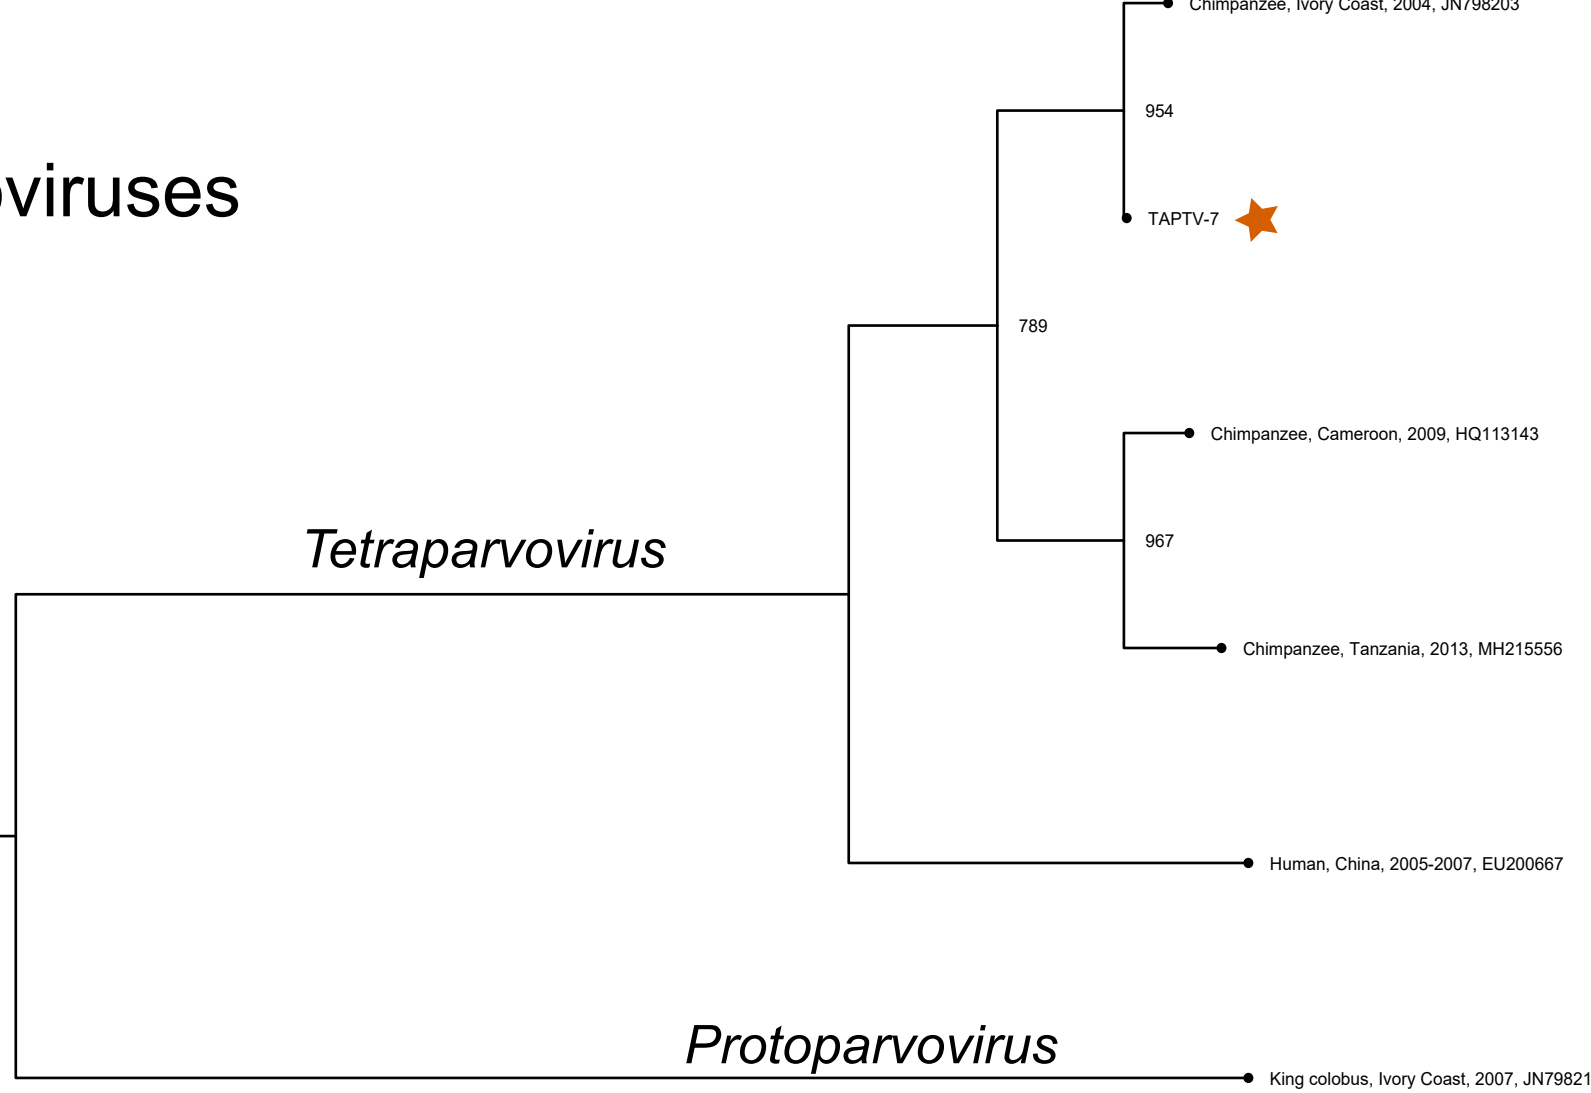 Chimpanzee, Ivory Coast, 2004, JN798203
954
oviruses
TAPTV-7
789
Chimpanzee, Cameroon, 2009, HQ113143
Tetraparvovirus
967
Chimpanzee, Tanzania, 2013, MH215556
Human, China, 2005-2007, EU200667
Protoparvovirus
King colobus, Ivory Coast, 2007, JN79821